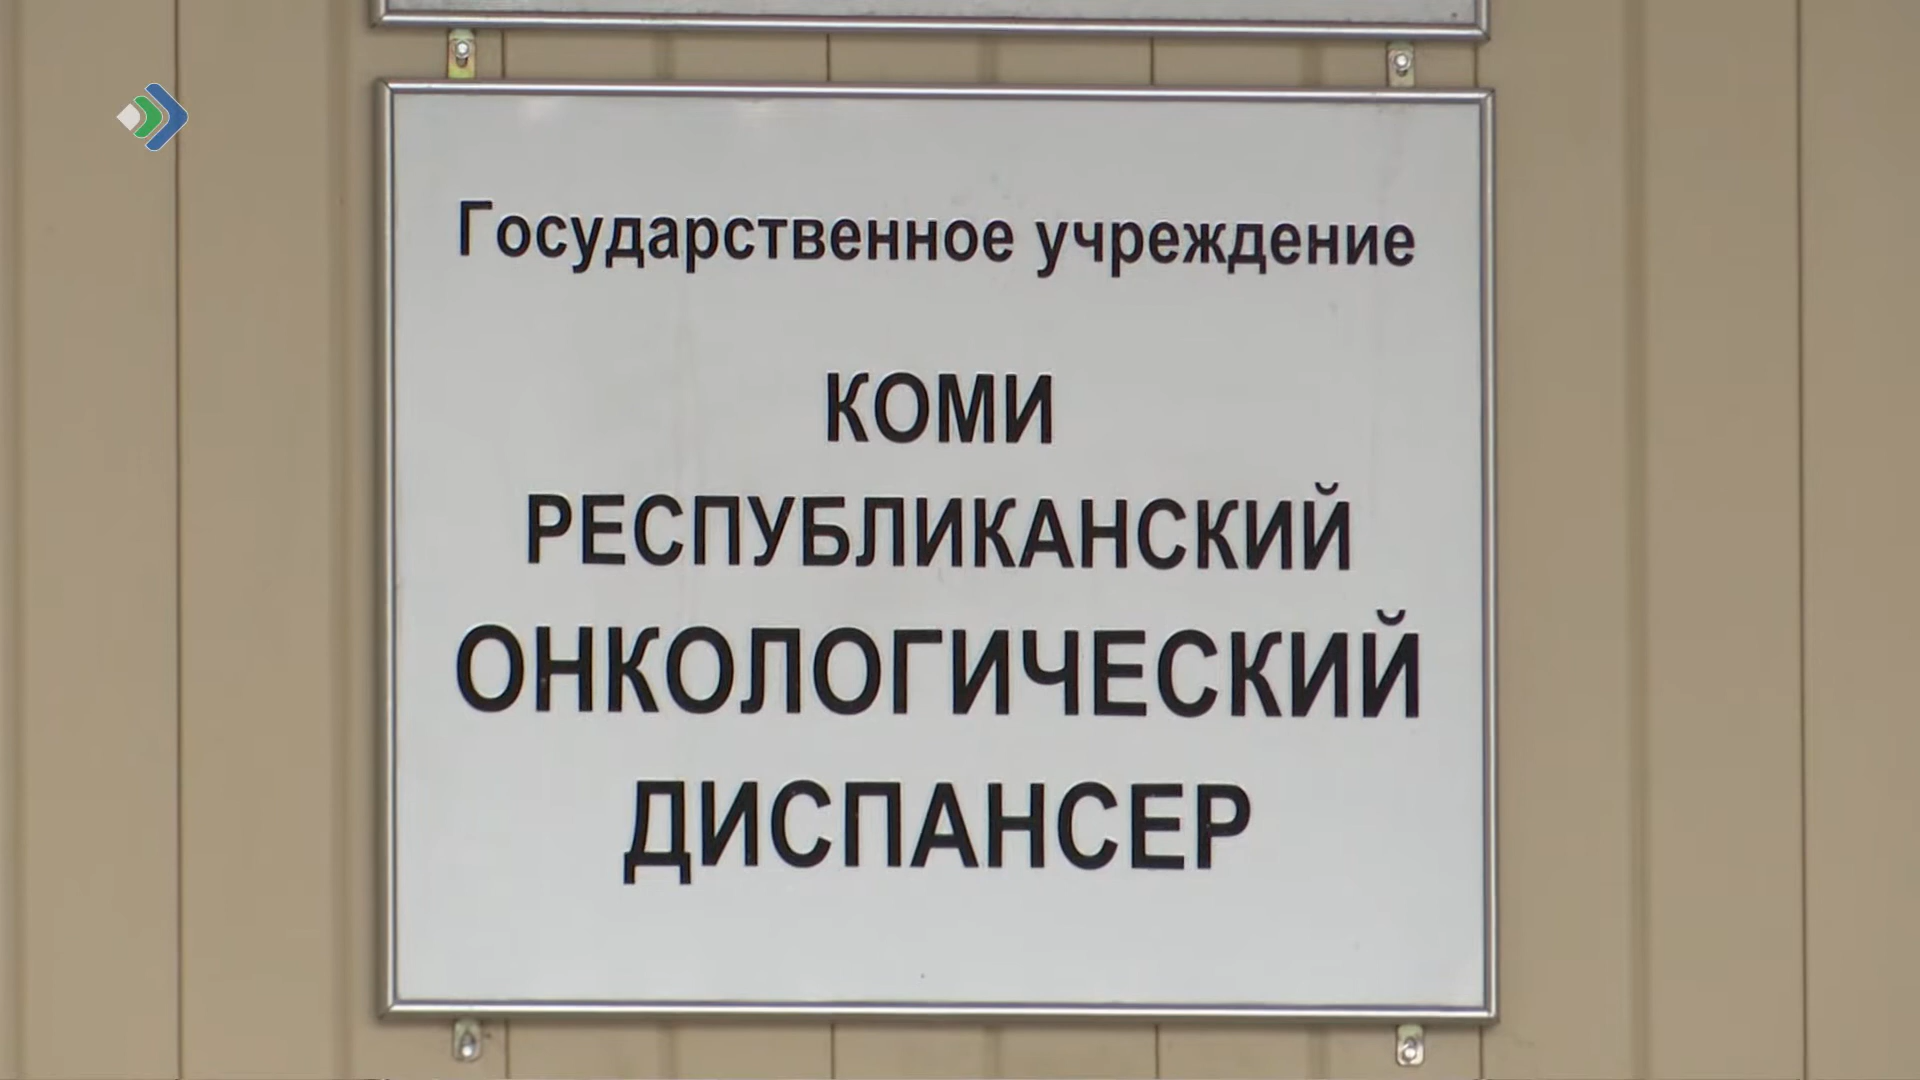 Государственное учреждение
КОМИ
РЕСПУБЛИКАНСКИЙ
ОНКОЛОГИЧЕСКИЙ
ДИСПАНСЕР